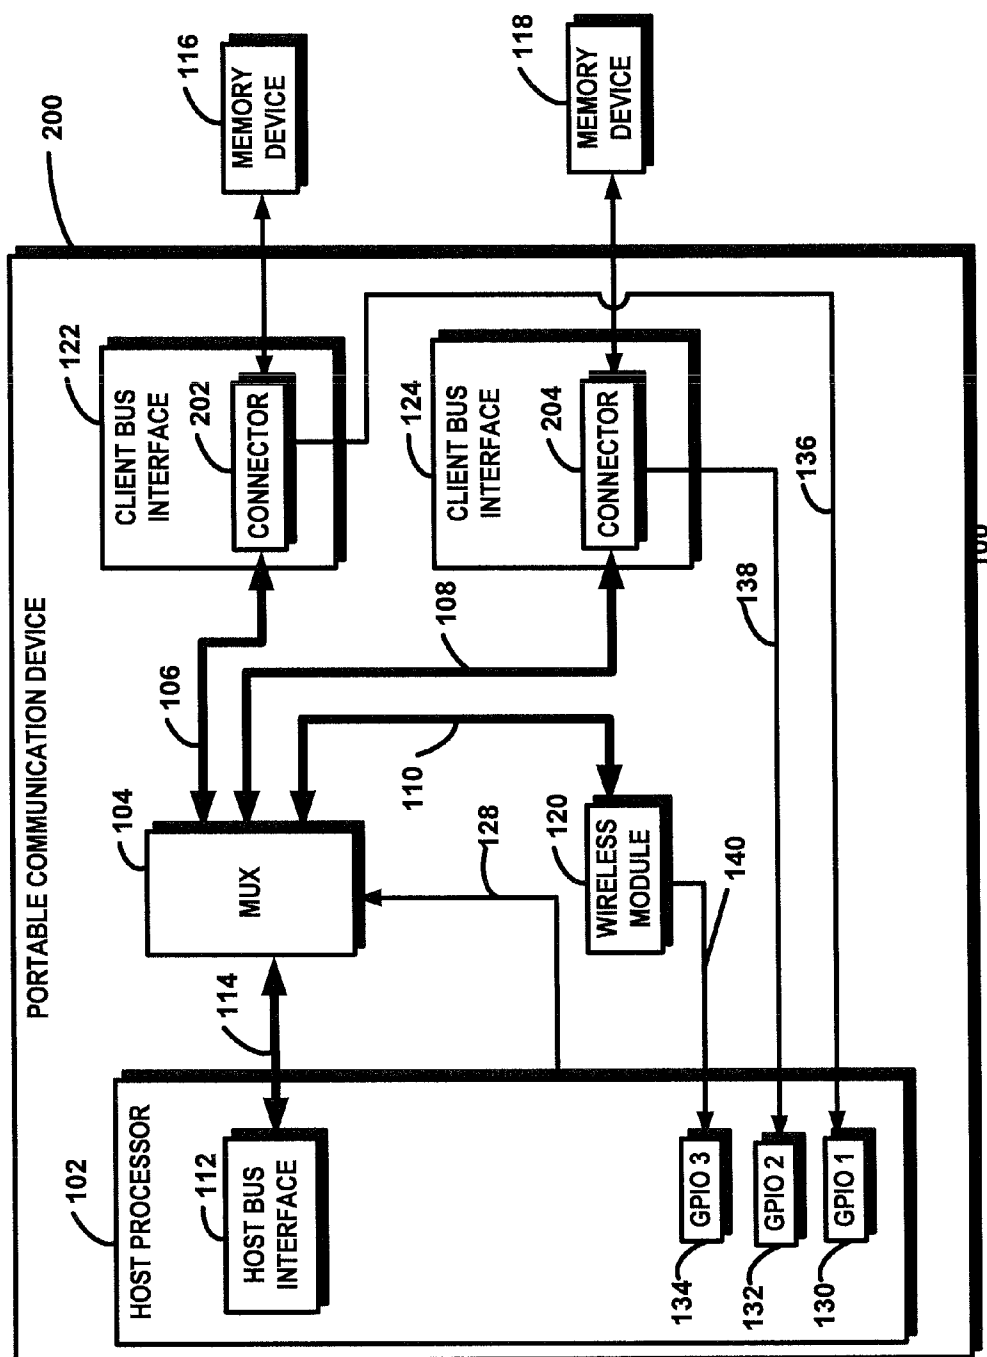 PORTABLE COMMUNICATION DEVICE
200
HOST PROCESSOR
102
HOST BUS
INTERFACE
112
114
MUX
104
106
108
110
128
CLIENT BUS
INTERFACE
122
CONNECTOR
202
MEMORY
DEVICE
116
CLIENT BUS
INTERFACE
124
CONNECTOR
204
MEMORY
DEVICE
118
WIRELESS
MODULE
120
140
138
136
GPIO 3
134
GPIO 2
132
GPIO 1
130